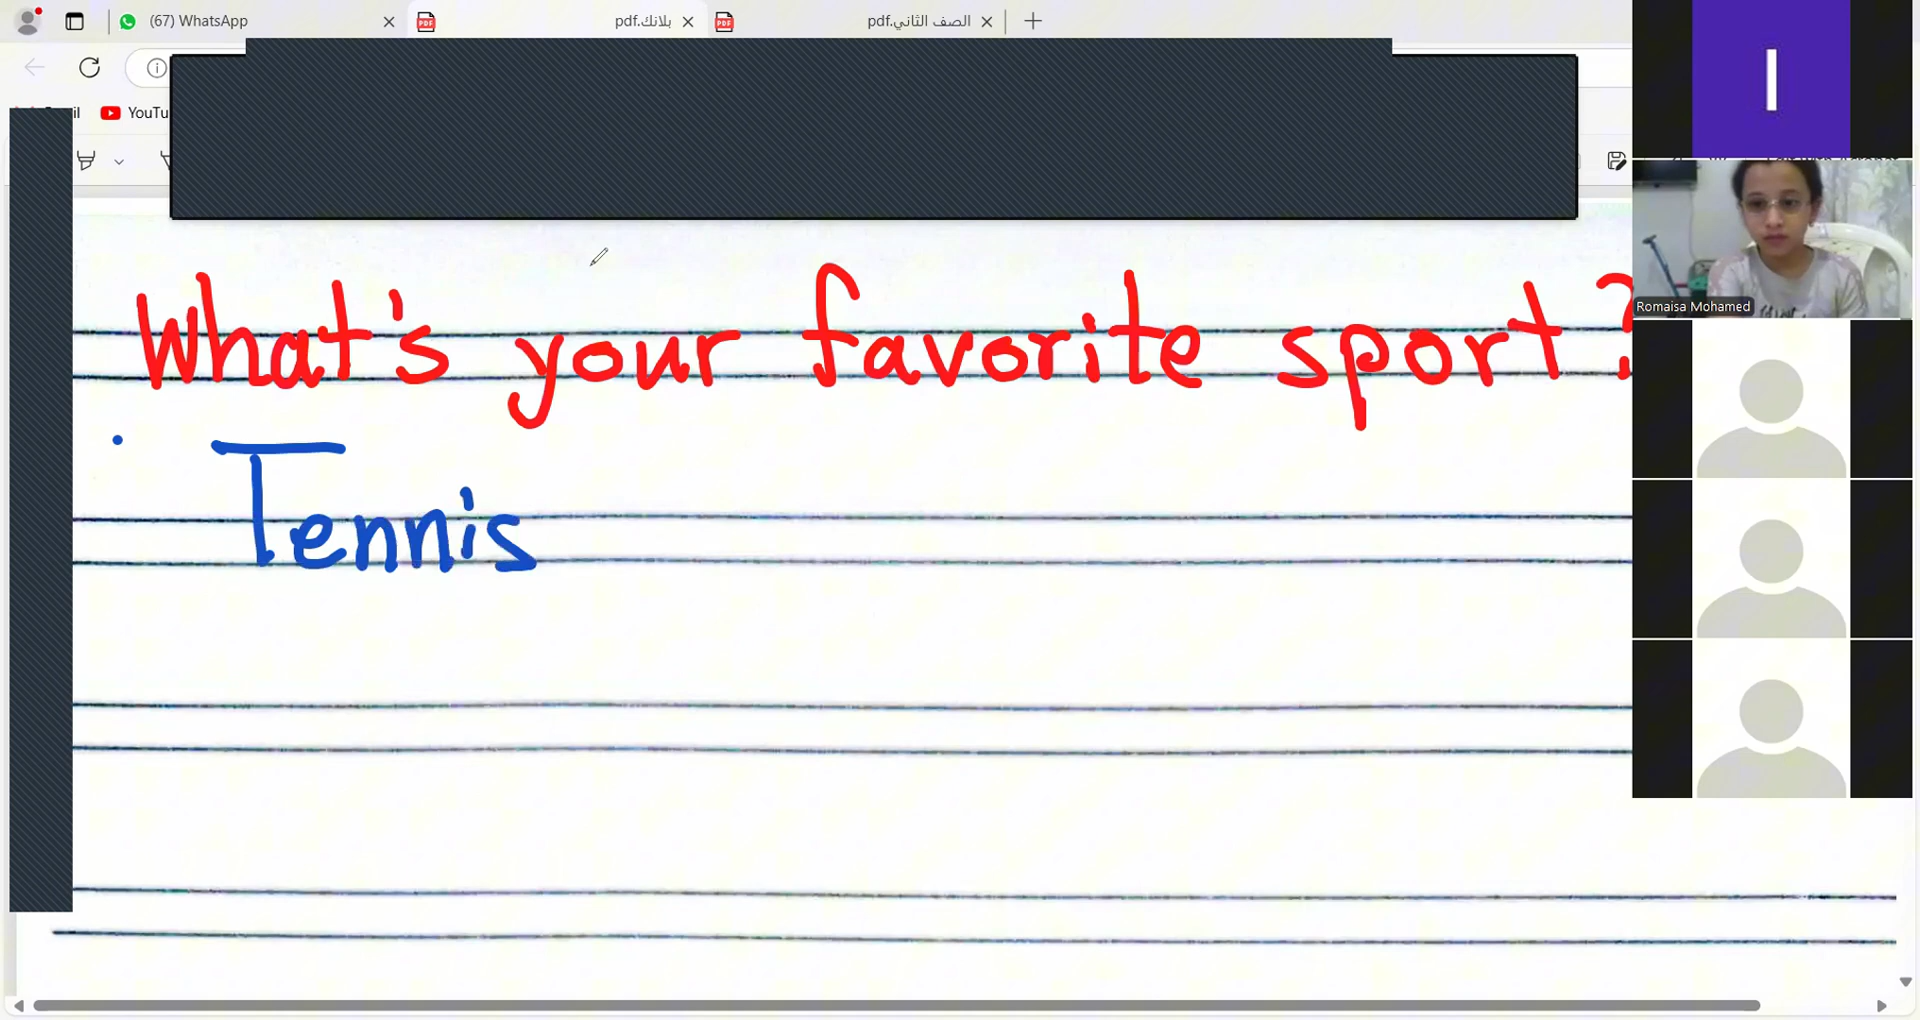 (67) WhatsApp
بلانك.pdf
الصف الثاني.pdf
YouTu
What's your favorite sport?
Tennis
I
Romaisa Mohamed